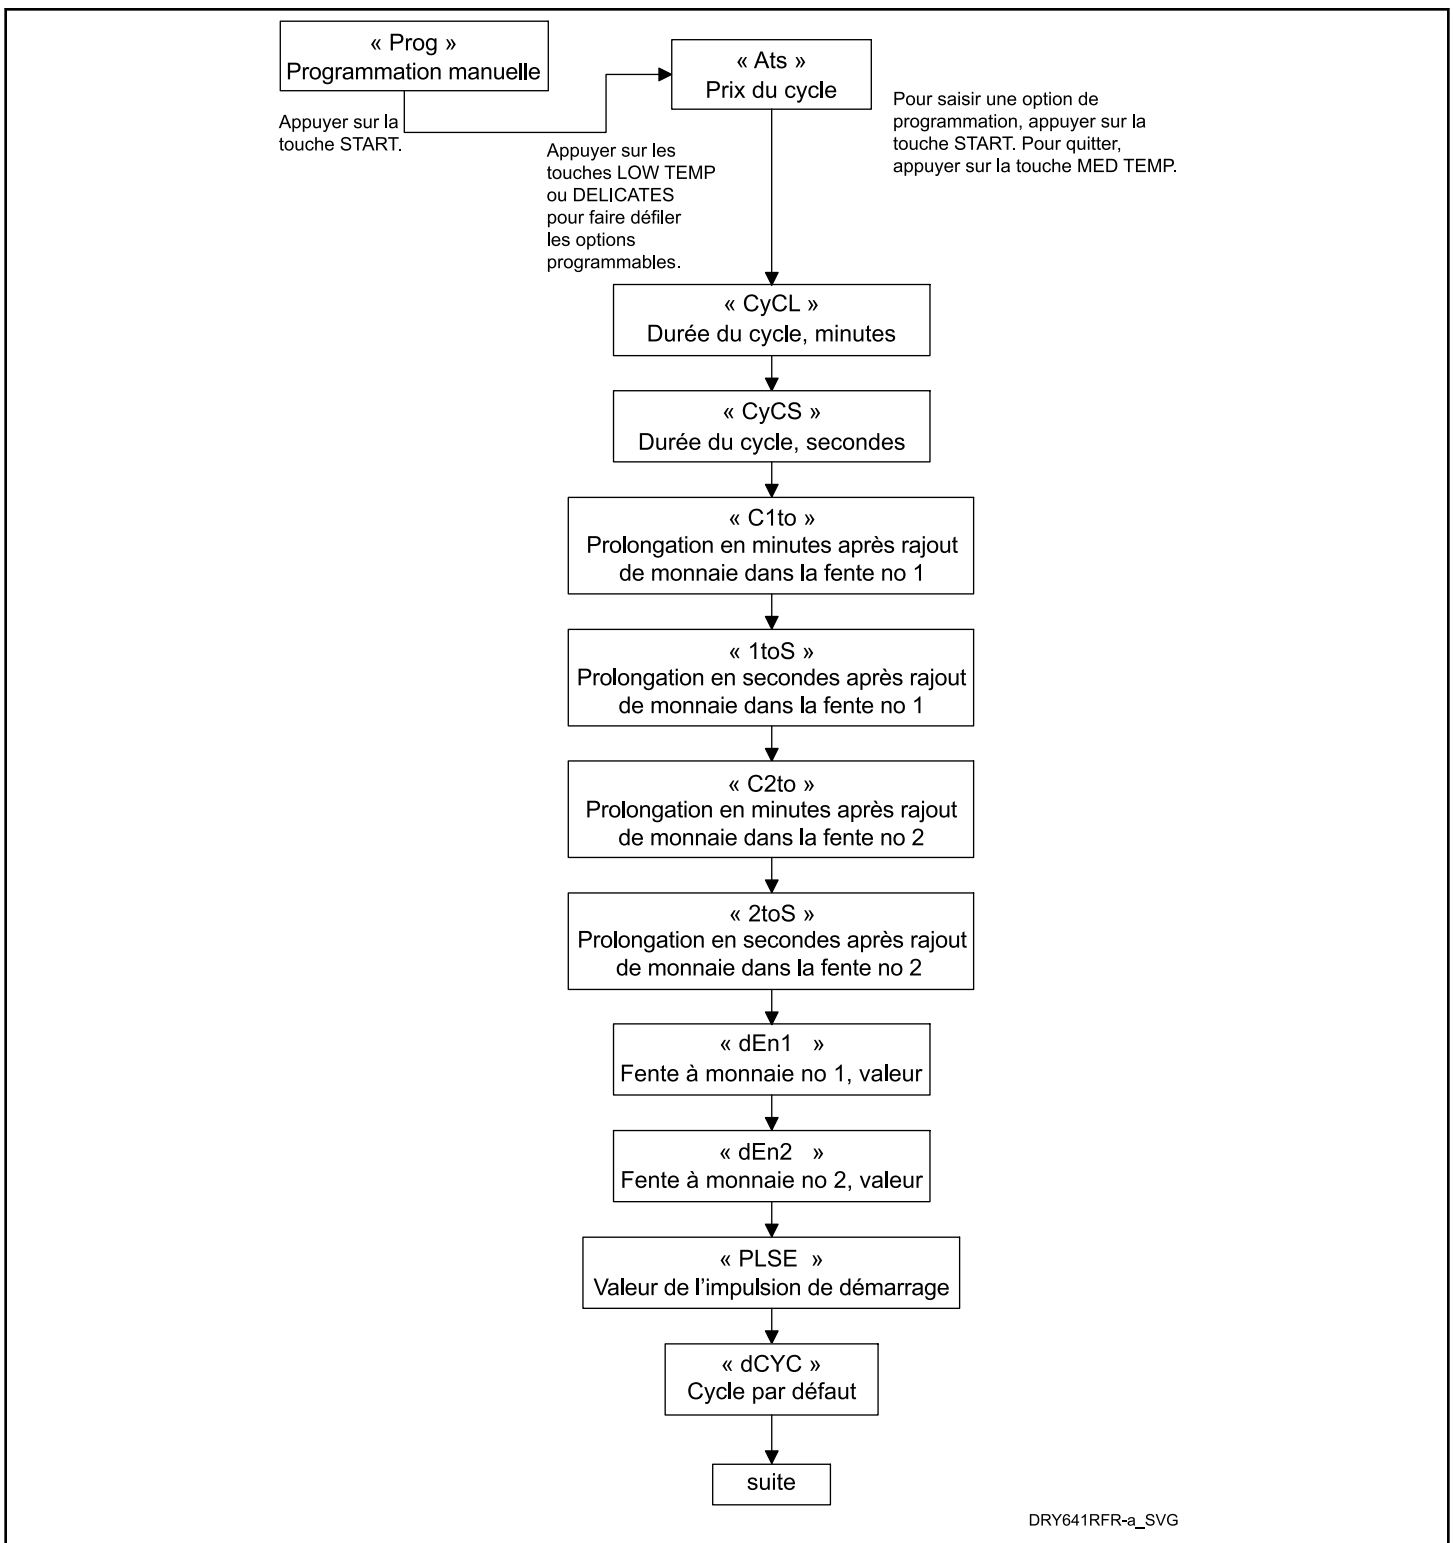 « Prog »
Programmation manuelle
« Ats »
Prix du cycle
Appuyer sur la
touche START.
Appuyer sur les
touches LOW TEMP
ou DELICATES
pour faire défiler
les options
programmables.
Pour saisir une option de
programmation, appuyer sur la
touche START. Pour quitter,
appuyer sur la touche MED TEMP.
« CyCL »
Durée du cycle, minutes
« CyCS »
Durée du cycle, secondes
« C1to »
Prolongation en minutes après rajout
de monnaie dans la fente no 1
« 1toS »
Prolongation en secondes après rajout
de monnaie dans la fente no 1
« C2to »
Prolongation en minutes après rajout
de monnaie dans la fente no 2
« 2toS »
Prolongation en secondes après rajout
de monnaie dans la fente no 2
« dEn1 »
Fente à monnaie no 1, valeur
« dEn2 »
Fente à monnaie no 2, valeur
« PLSE »
Valeur de l'impulsion de démarrage
« dCYC »
Cycle par défaut
suite
DRY641RFR-a_SVG